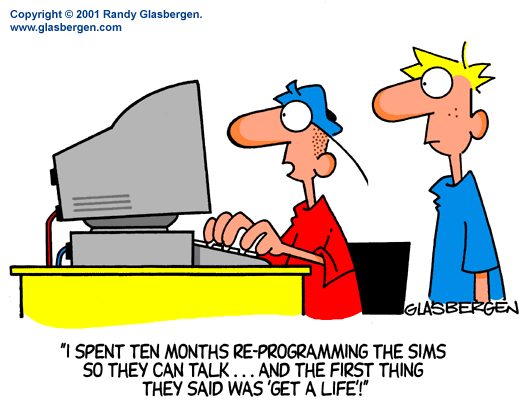 Copyright © 2001 Randy Glasbergen.
www.glasbergen.com
GLASBERGEN
"I SPENT TEN MONTHS RE-PROGRAMMING THE SIMS
SO THEY CAN TALK . . . AND THE FIRST THING
THEY SAID WAS 'GET A LIFE'!"